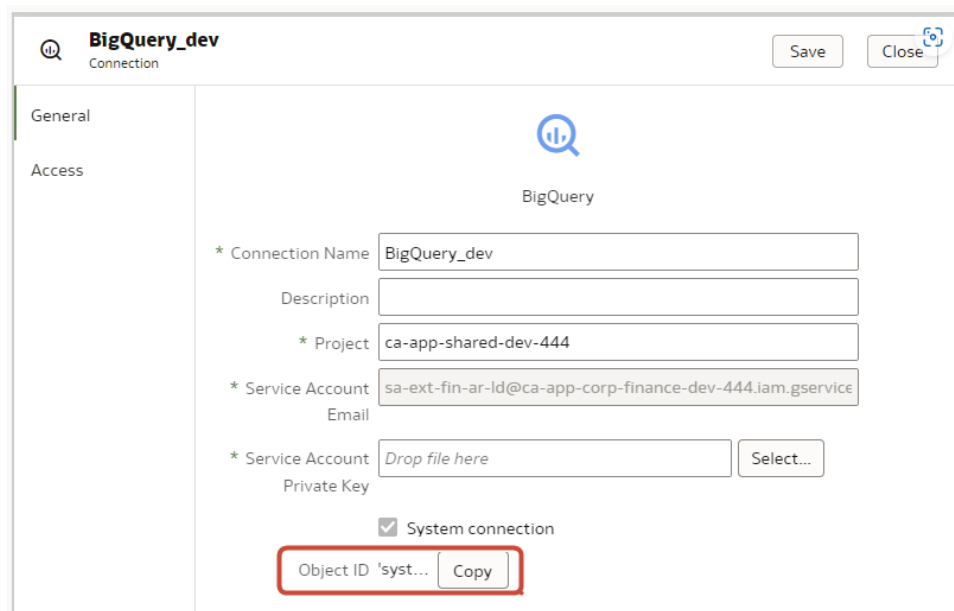 BigQuery_dev
Connection
Save
Close
General
Access
BigQuery
* Connection Name BigQuery_dev
Description
* Project ca-app-shared-dev-444
* Service Account sa-ext-fin-ar-ld@ca-app-corp-finance-dev-444.iam.gservice
Email
* Service Account Drop file here Select...
Private Key
System connection
Object ID 'syst... Copy